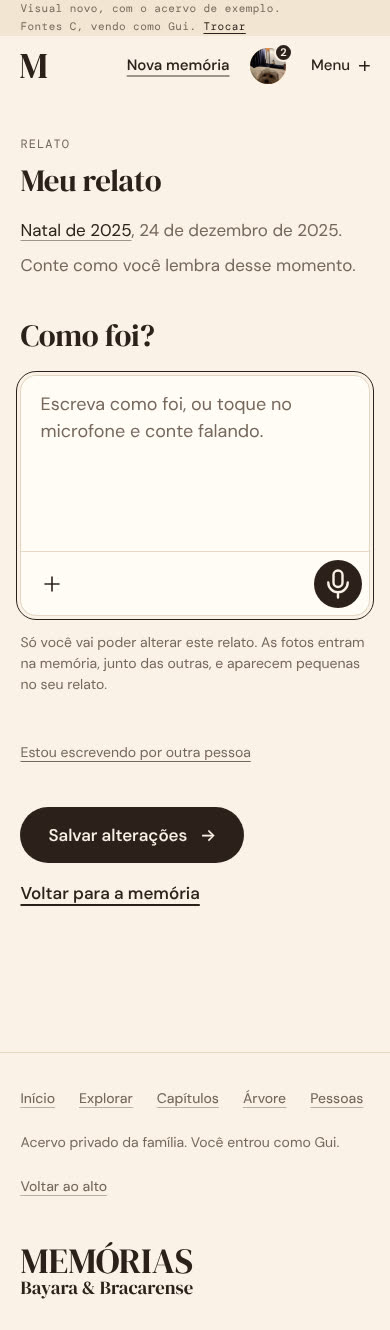 Visual novo, com o acervo de exemplo.
Fontes C, vendo como Gui. Trocar
M
Nova memória
2
Menu +
RELATO
Meu relato
Natal de 2025, 24 de dezembro de 2025.
Conte como você lembra desse momento.
Como foi?
Escreva como foi, ou toque no
microfone e conte falando.
Só você vai poder alterar este relato. As fotos entram
na memória, junto das outras, e aparecem pequenas
no seu relato.
Estou escrevendo por outra pessoa
Salvar alterações →
Voltar para a memória
Início Explorar Capítulos Árvore Pessoas
Acervo privado da família. Você entrou como Gui.
Voltar ao alto
MEMÓRIAS
Bayara & Bracarense